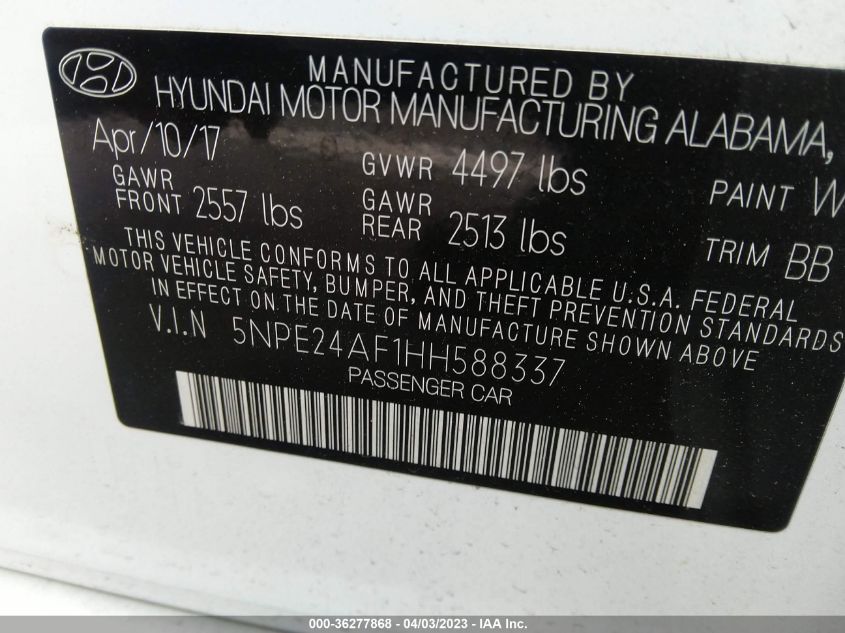 MANUFACTURED BY
HYUNDAI MOTOR MANUFACTURING ALABAMA,
Apr/10/17 GVWR 4497 lbs PAINT W
GAWR FRONT 2557 lbs GAWR REAR 2513 lbs TRIM BB
THIS VEHICLE CONFORMS TO ALL APPLICABLE U.S.A. FEDERAL
MOTOR VEHICLE SAFETY, BUMPER, AND THEFT PREVENTION STANDARDS
IN EFFECT ON THE DATE OF MANUFACTURE SHOWN ABOVE
V.I.N 5NPE24AF1HH588337
PASSENGER CAR
000-36277868 - 04/03/2023 - IAA Inc.